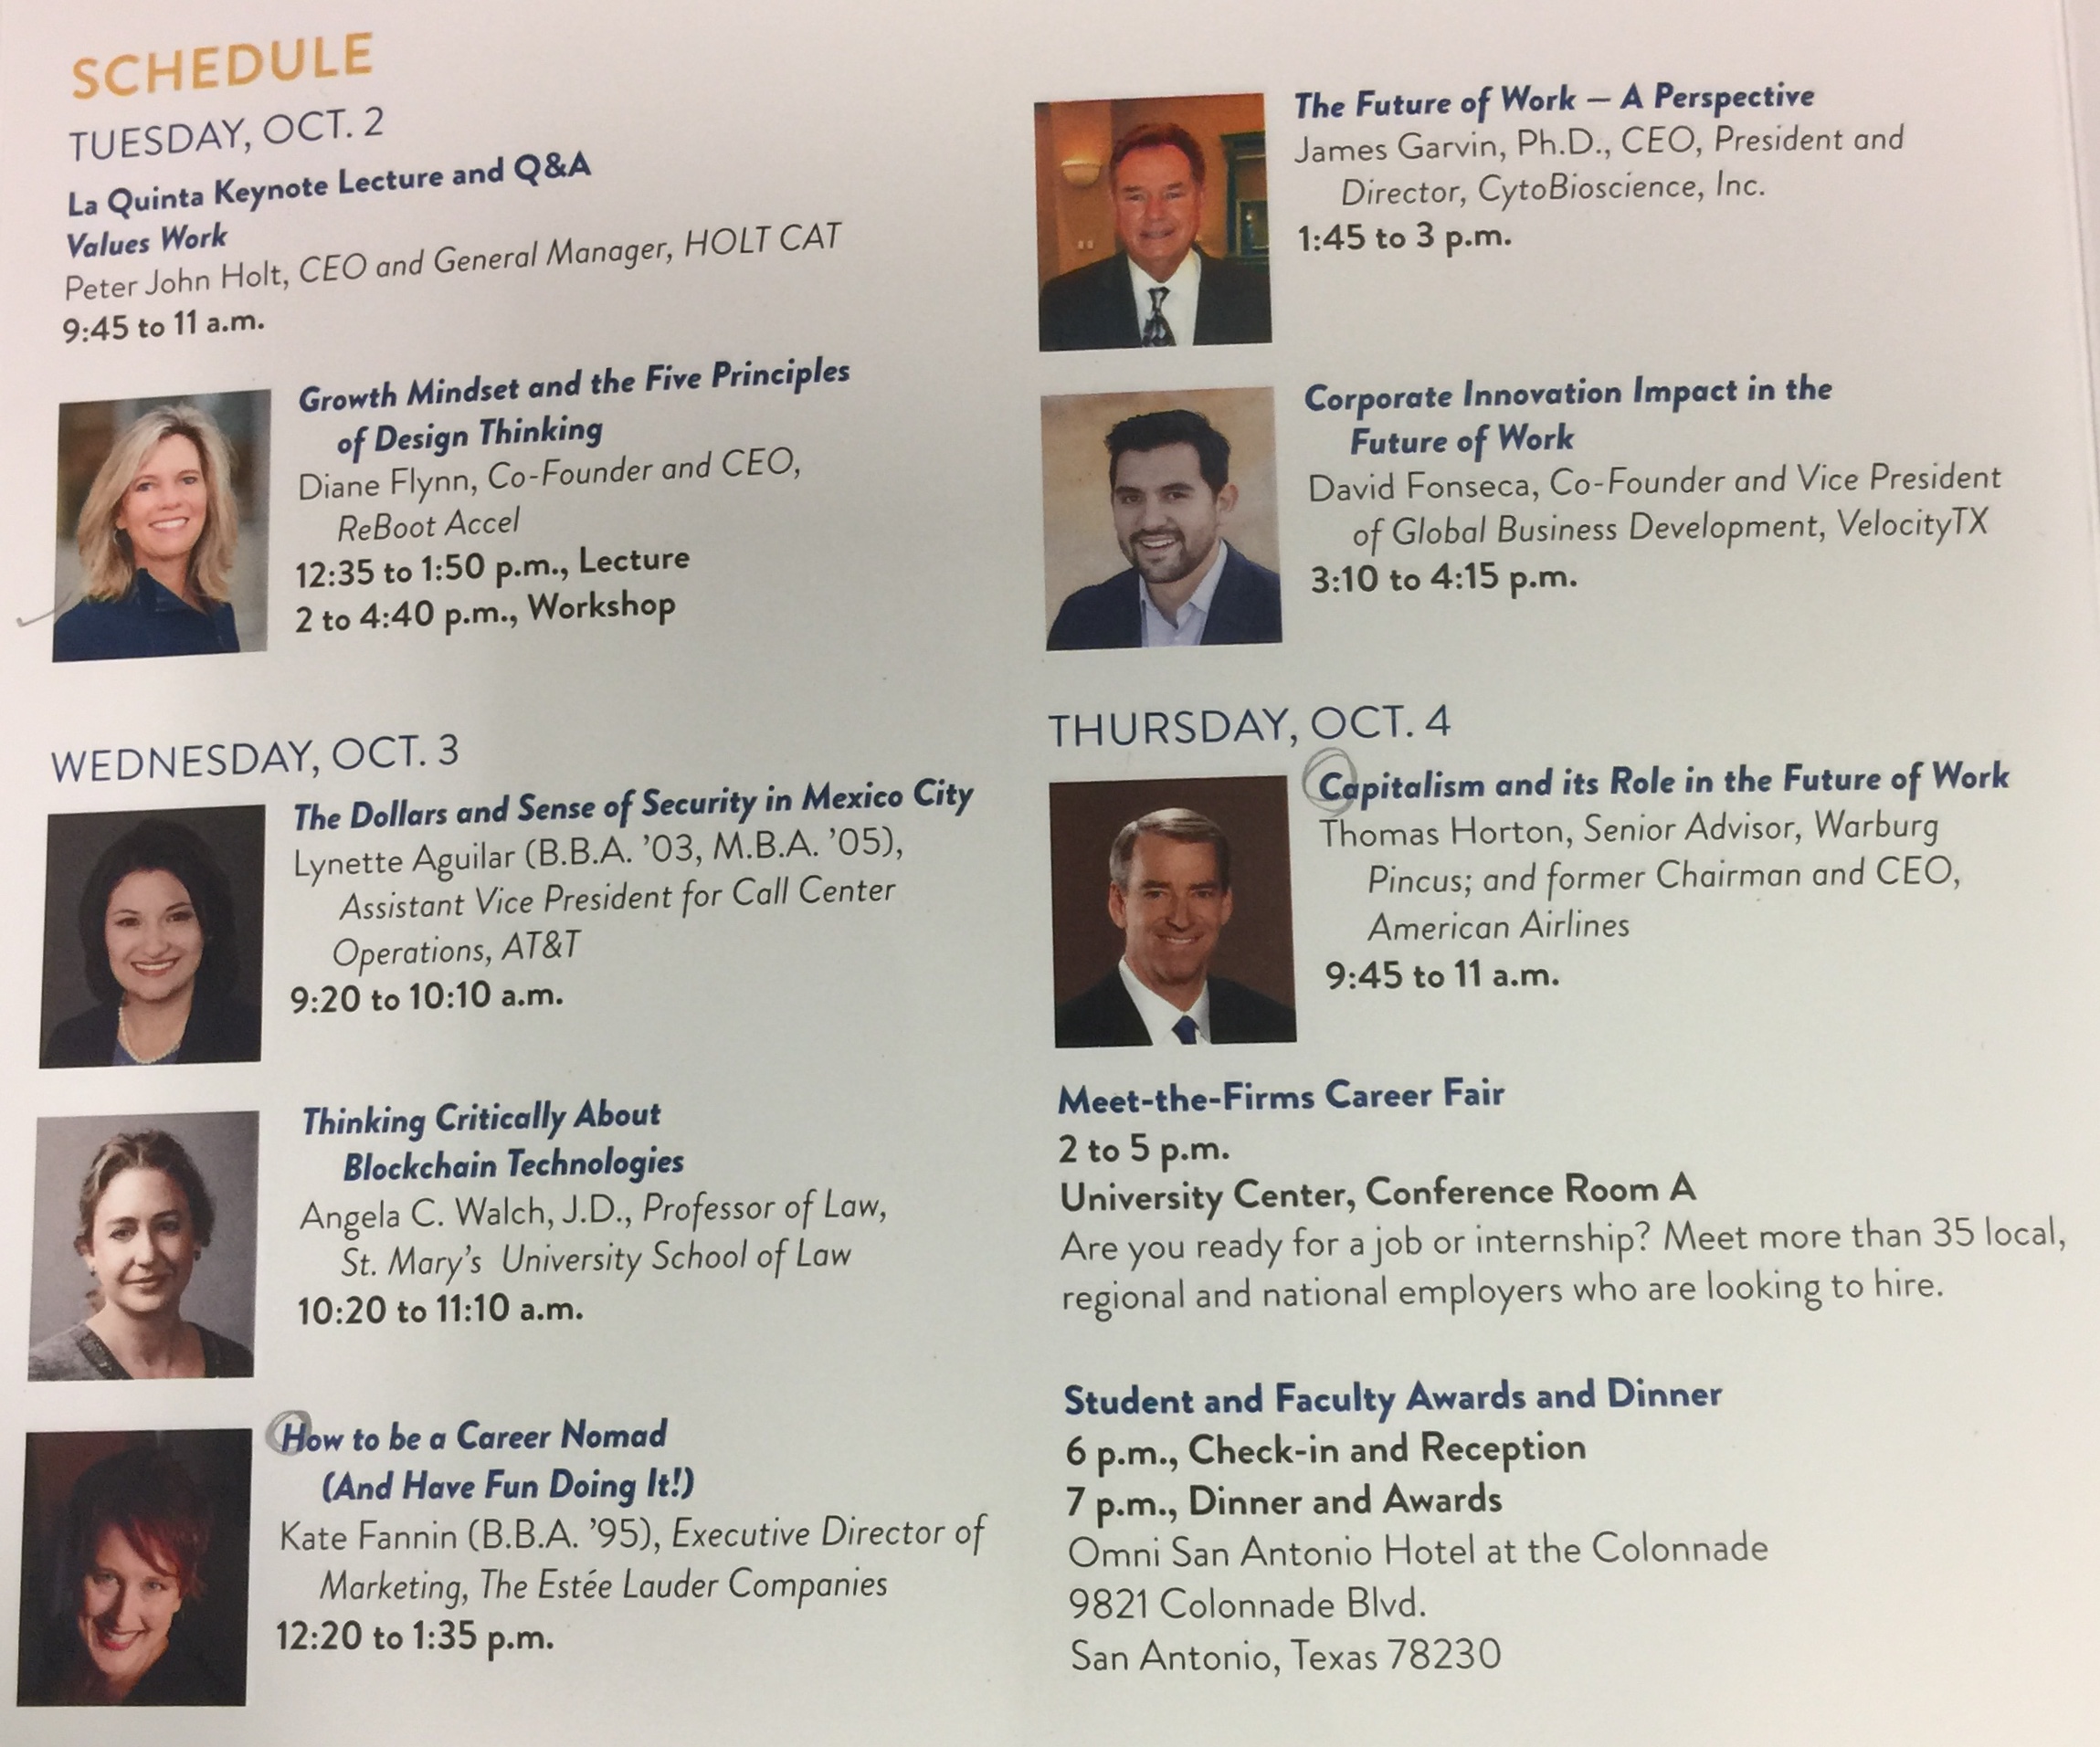 SCHEDULE
TUESDAY, OCT. 2
La Quinta Keynote Lecture and Q&A
Values Work
Peter John Holt, CEO and General Manager, HOLT CAT
9:45 to 11 a.m.
Growth Mindset and the Five Principles
of Design Thinking
Diane Flynn, Co-Founder and CEO,
ReBoot Accel
12:35 to 1:50 p.m., Lecture
2 to 4:40 p.m., Workshop
WEDNESDAY, OCT. 3
The Dollars and Sense of Security in Mexico City
Lynette Aguilar (B.B.A. ’03, M.B.A. ’05),
Assistant Vice President for Call Center
Operations, AT&T
9:20 to 10:10 a.m.
Thinking Critically About
Blockchain Technologies
Angela C. Walch, J.D., Professor of Law,
St. Mary’s University School of Law
10:20 to 11:10 a.m.
How to be a Career Nomad
(And Have Fun Doing It!)
Kate Fannin (B.B.A. ’95), Executive Director of
Marketing, The Estée Lauder Companies
12:20 to 1:35 p.m.
The Future of Work – A Perspective
James Garvin, Ph.D., CEO, President and
Director, CytoBioscience, Inc.
1:45 to 3 p.m.
Corporate Innovation Impact in the
Future of Work
David Fonseca, Co-Founder and Vice President
of Global Business Development, VelocityTX
3:10 to 4:15 p.m.
THURSDAY, OCT. 4
Capitalism and its Role in the Future of Work
Thomas Horton, Senior Advisor, Warburg
Pincus; and former Chairman and CEO,
American Airlines
9:45 to 11 a.m.
Meet-the-Firms Career Fair
2 to 5 p.m.
University Center, Conference Room A
Are you ready for a job or internship? Meet more than 35 local,
regional and national employers who are looking to hire.
Student and Faculty Awards and Dinner
6 p.m., Check-in and Reception
7 p.m., Dinner and Awards
Omni San Antonio Hotel at the Colonnade
9821 Colonnade Blvd.
San Antonio, Texas 78230